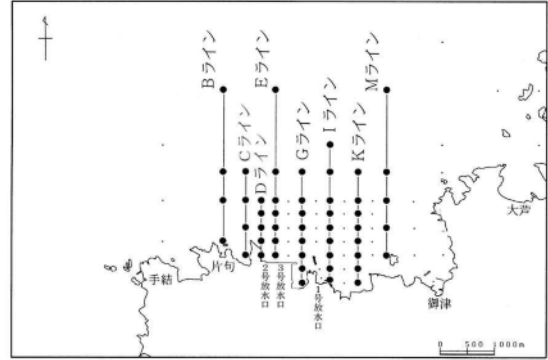 Bライン
Cライン
Dライン
Eライン
Gライン
Iライン
Kライン
Mライン
大芦
片句
手結
2号放水口
3号放水口
1号放水口
御津
0 500 1000m